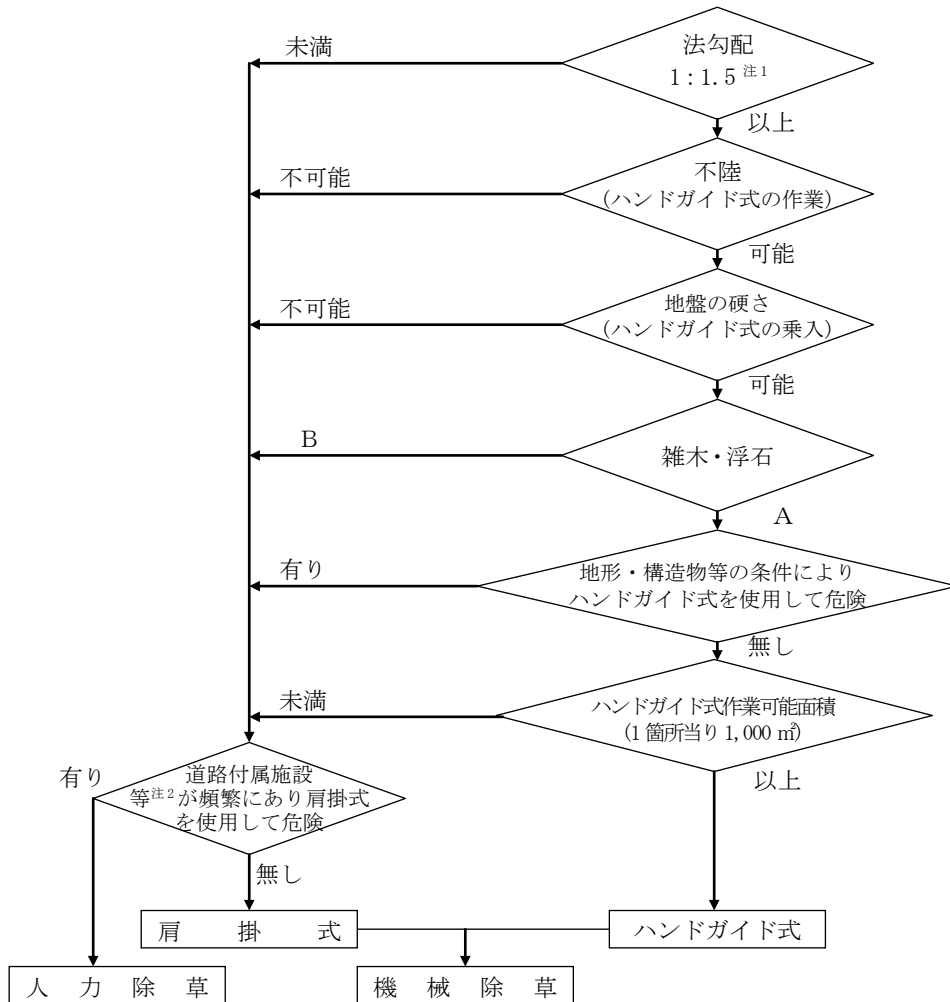 未満
法勾配
1:1.5 注1
以上
不可能
不陸
(ハンドガイド式の作業)
可能
不可能
地盤の硬さ
(ハンドガイド式の乗入)
可能
B
雑木・浮石
A
有り
地形・構造物等の条件により
ハンドガイド式を使用して危険
無し
未満
ハンドガイド式作業可能面積
(1箇所当り1,000㎡)
以上
有り
道路付属施設
等注2が頻繁にあり肩掛式
を使用して危険
無し
肩掛式
ハンドガイド式
人力除草
機械除草